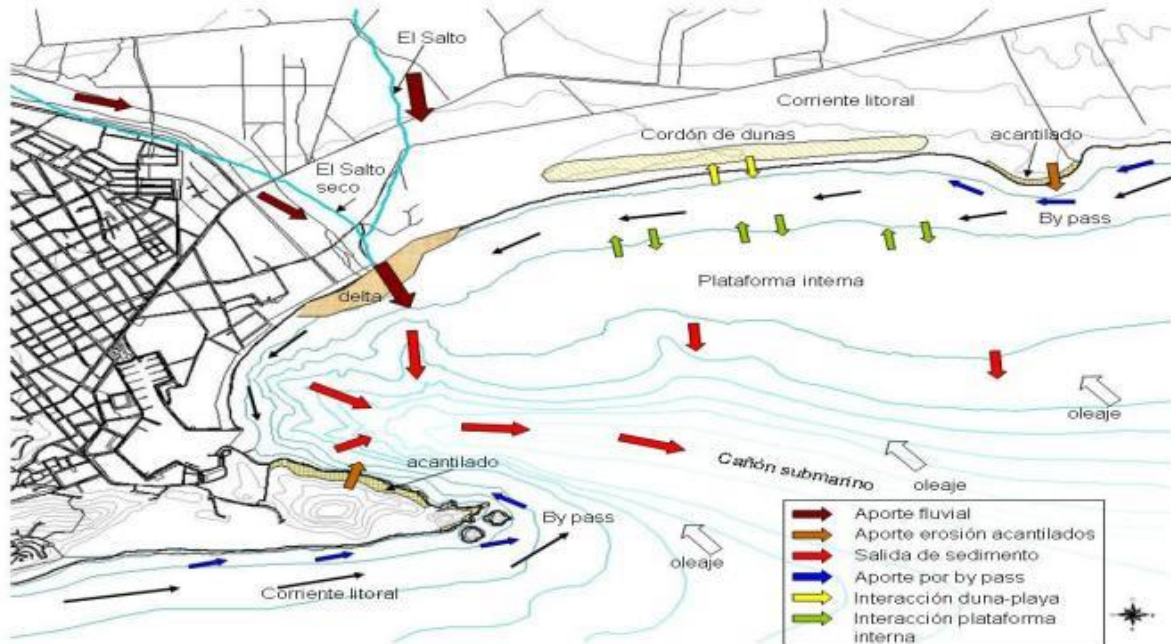 El Salto
Corriente litoral
Cordón de dunas
acantilado
El Salto
seco
By pass
Plataforma interna
delta
oleaje
acantilado
Cañón submarino
oleaje
By pass
oleaje
Corriente litoral
Aporte fluvial
Aporte erosión acantilados
Salida de sedimento
Aporte por by pass
Interacción duna-playa
Interacción plataforma
interna